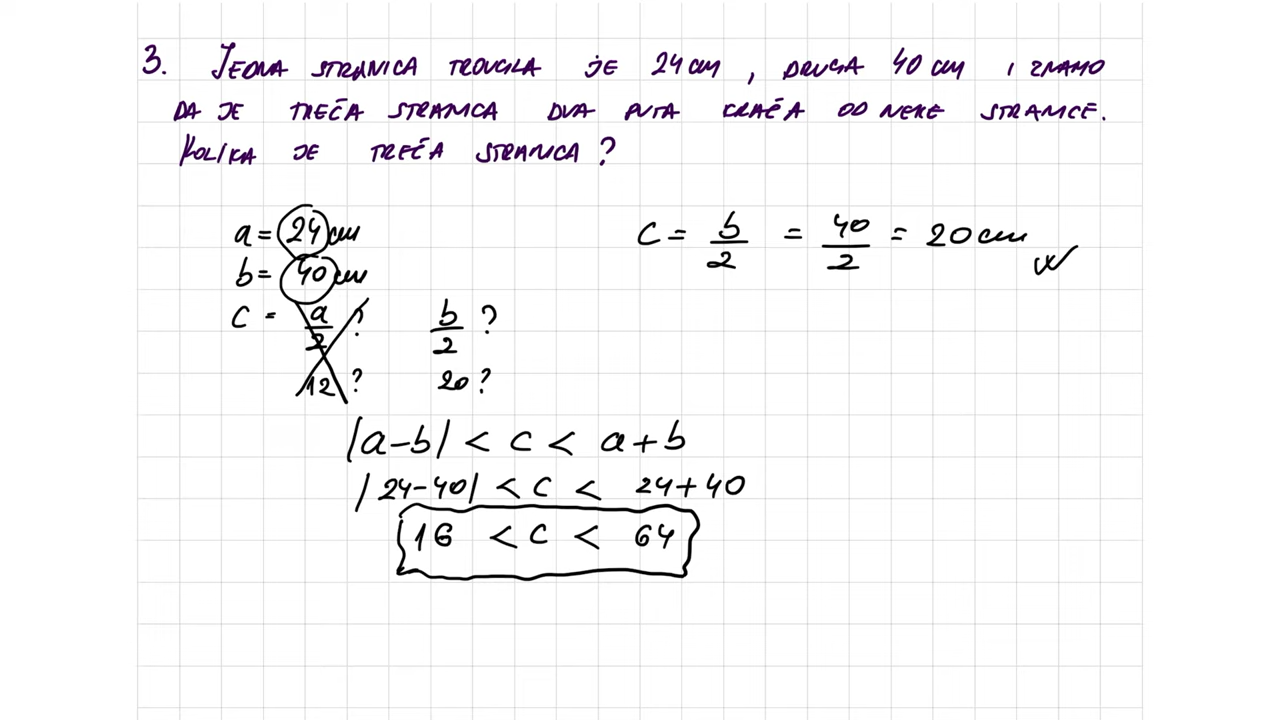 3. JEDNA STRANICA TROUGLA JE 24 cm, DRUGA 40 cm I ZNAMO
DA JE TREĆA STRANICA DVA PUTA KRAĆA OD NEKE STRANICE.
KOLIKA JE TREĆA STRANICA?
a = 24 cm
b = 40 cm
c = a/2 ? b/2 ?
12 ? 20 ?
|a-b| < c < a+b
|24-40| < c < 24+40
16 < c < 64
c = b/2 = 40/2 = 20 cm